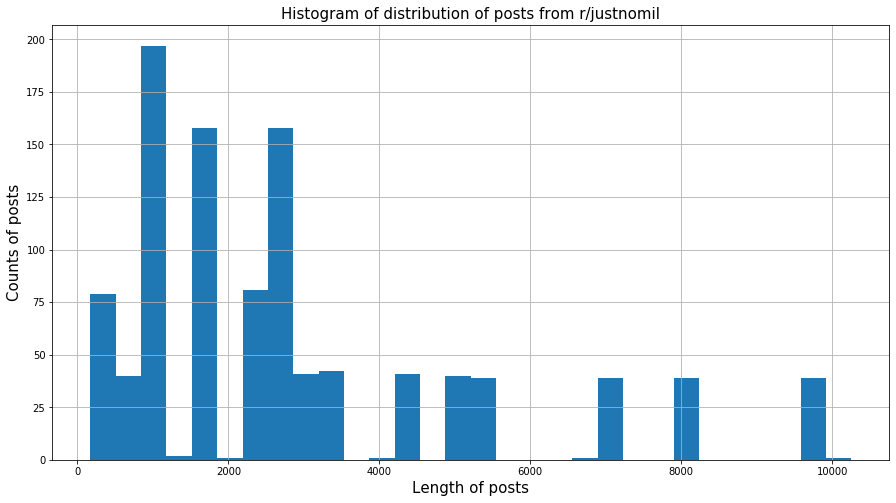 Histogram of distribution of posts from r/justnomil
Counts of posts
200
175
150
125
100
75
50
25
0
0 2000 4000 6000 8000 10000
Length of posts